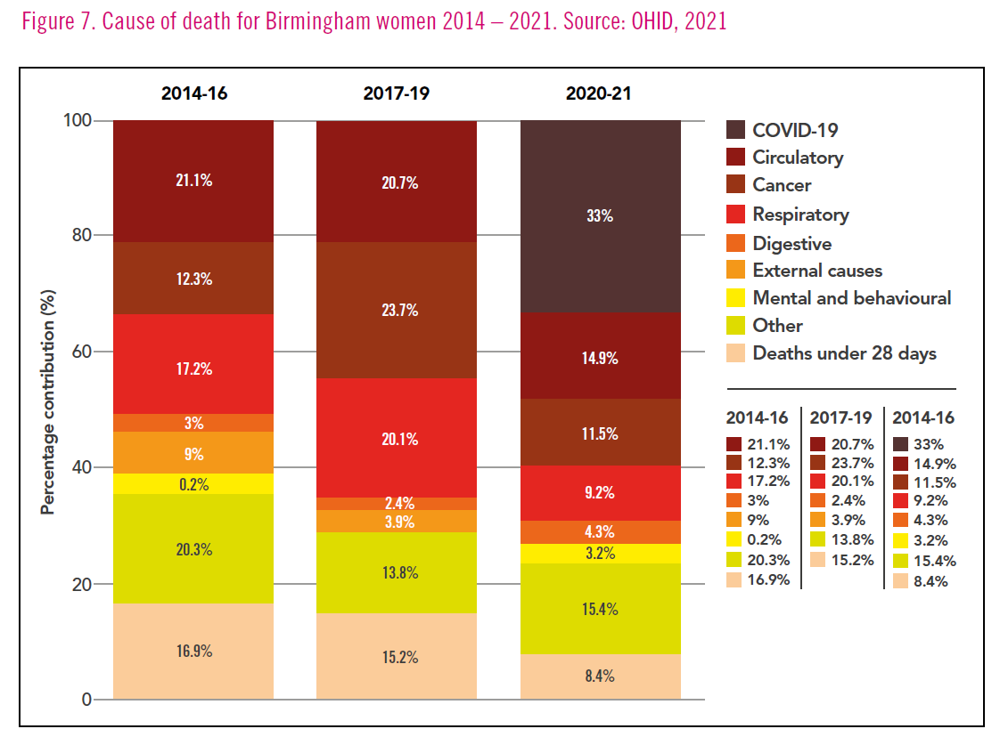 Figure 7. Cause of death for Birmingham women 2014 – 2021. Source: OHID, 2021
2014-16
2017-19
2020-21
Percentage contribution (%)
100
80
60
40
20
0
21.1%
12.3%
17.2%
3%
9%
0.2%
20.3%
16.9%
20.7%
23.7%
20.1%
2.4%
3.9%
13.8%
15.2%
33%
14.9%
11.5%
9.2%
4.3%
3.2%
15.4%
8.4%
COVID-19
Circulatory
Cancer
Respiratory
Digestive
External causes
Mental and behavioural
Other
Deaths under 28 days
2014-16 2017-19 2014-16
21.1% 20.7% 33%
12.3% 23.7% 14.9%
17.2% 20.1% 11.5%
3% 2.4% 9.2%
9% 3.9% 4.3%
0.2% 13.8% 3.2%
20.3% 15.2% 15.4%
16.9% 8.4%